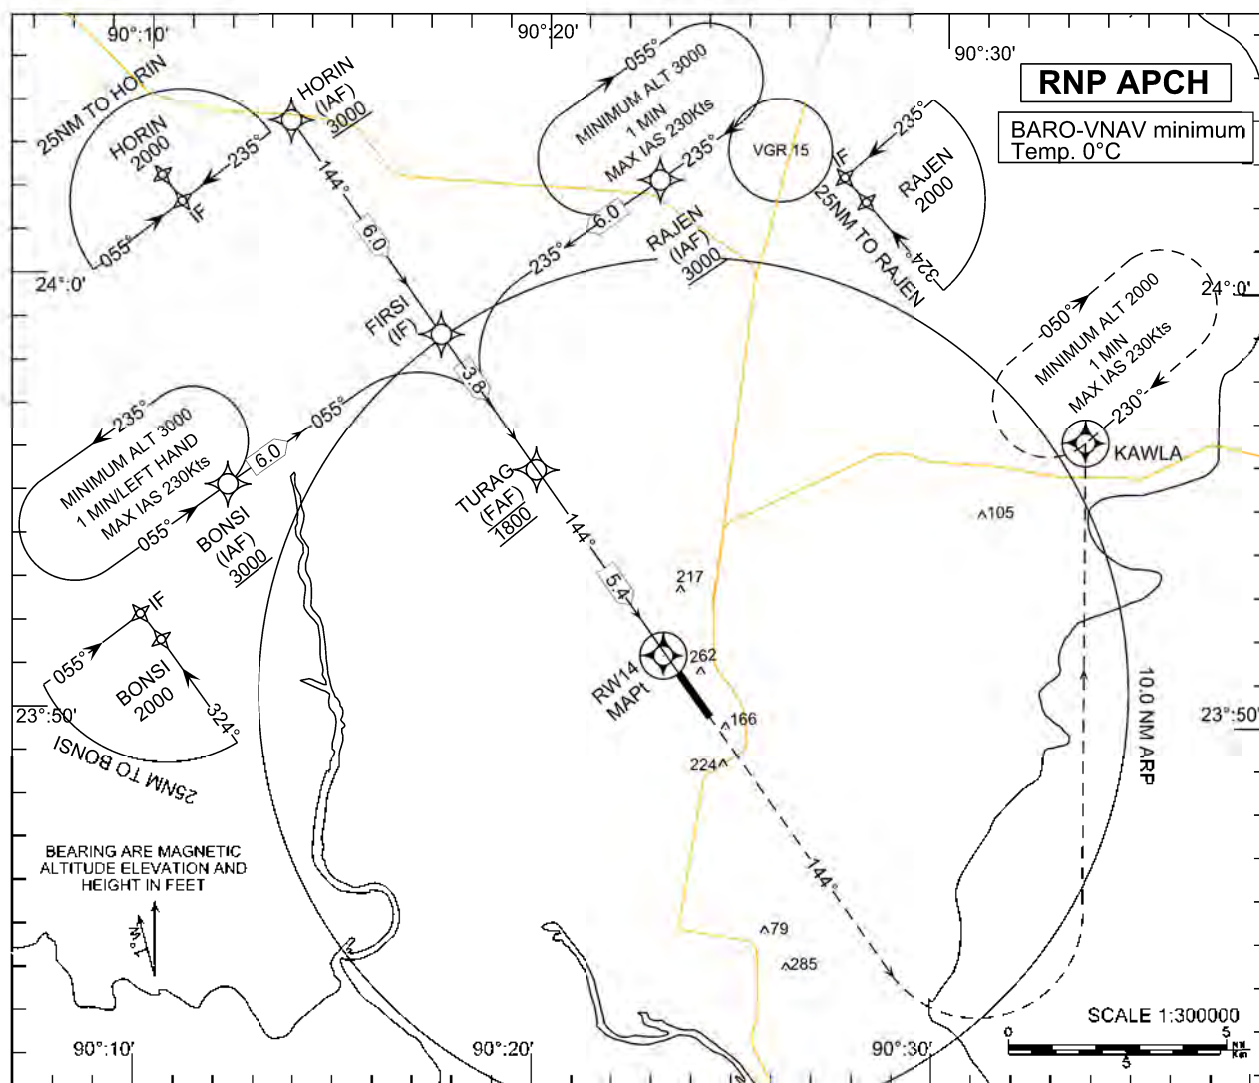 90°:10'
90°:20'
90°:30'
RNP APCH
BARO-VNAV minimum
Temp. 0°C
25NM TO HORIN
HORIN
2000
235°
055°
IF
HORIN
(IAF)
3000
144°
6.0
055°
MINIMUM ALT 3000
1 MIN
MAX IAS 230Kts
235°
6.0
235°
RAJEN
(IAF)
3000
VGR 15
IF
235°
RAJEN
2000
324°
25NM TO RAJEN
24°:0'
24°:0'
FIRSI
(IF)
3.8
050°
MINIMUM ALT 2000
1 MIN
MAX IAS 230Kts
230°
KAWLA
235°
MINIMUM ALT 3000
1 MIN/LEFT HAND
MAX IAS 230Kts
055°
6.0
055°
BONSI
(IAF)
3000
TURAG
(FAF)
1800
144°
5.4
105
217
262
RW14
MAPt
166
224
IF
055°
BONSI
2000
324°
25NM TO BONSI
23°:50'
23°:50'
10.0 NM ARP
BEARING ARE MAGNETIC
ALTITUDE ELEVATION AND
HEIGHT IN FEET
1°W
144°
79
285
SCALE 1:300000
0
5
NM
Km
5
90°:10'
90°:20'
90°:30'